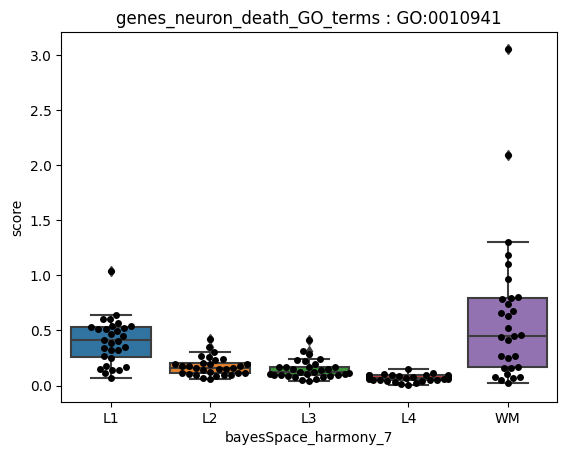 genes_neuron_death_GO_terms : GO:0010941
3.0
2.5
2.0
1.5
1.0
0.5
0.0
score
L1 L2 L3 L4 WM
bayesSpace_harmony_7